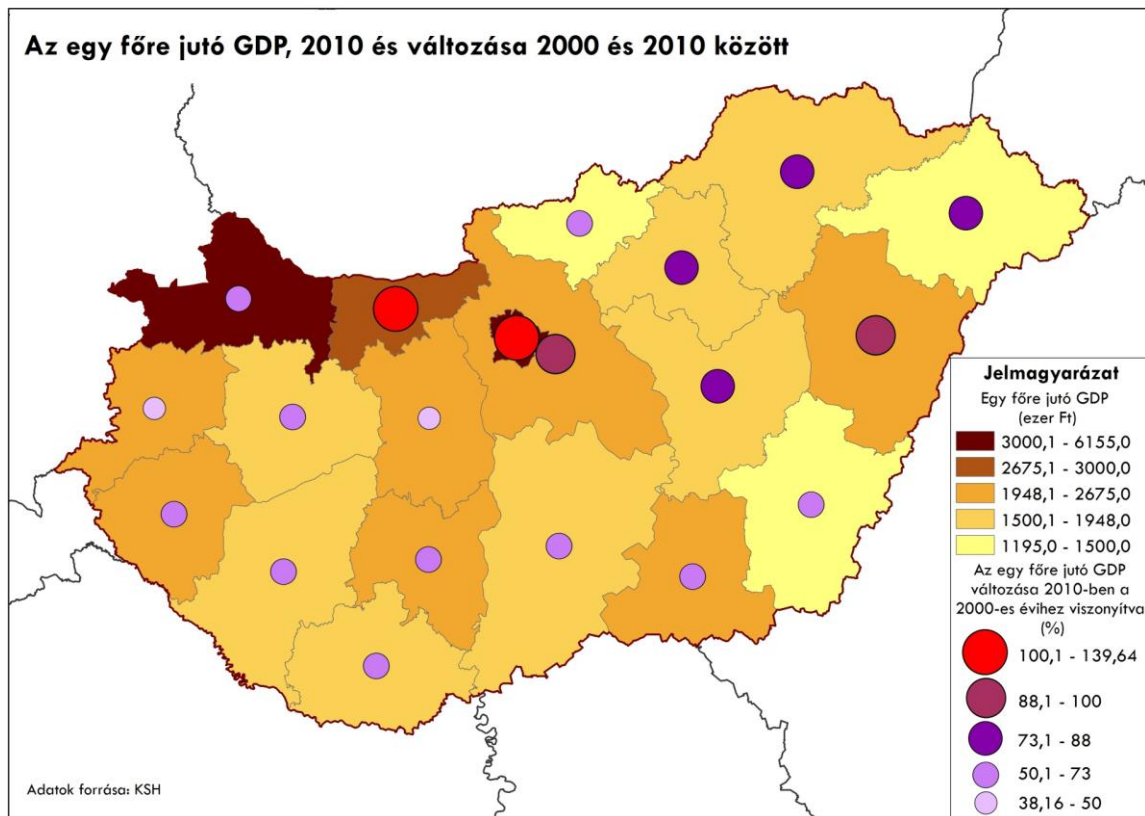 Az egy főre jutó GDP, 2010 és változása 2000 és 2010 között
Jelmagyarázat
Egy főre jutó GDP
(ezer Ft)
3000,1 - 6155,0
2675,1 - 3000,0
1948,1 - 2675,0
1500,1 - 1948,0
1195,0 - 1500,0
Az egy főre jutó GDP
változása 2010-ben a
2000-es évihez viszonyítva
(%)
100,1 - 139,64
88,1 - 100
73,1 - 88
50,1 - 73
38,16 - 50
Adatok forrása: KSH